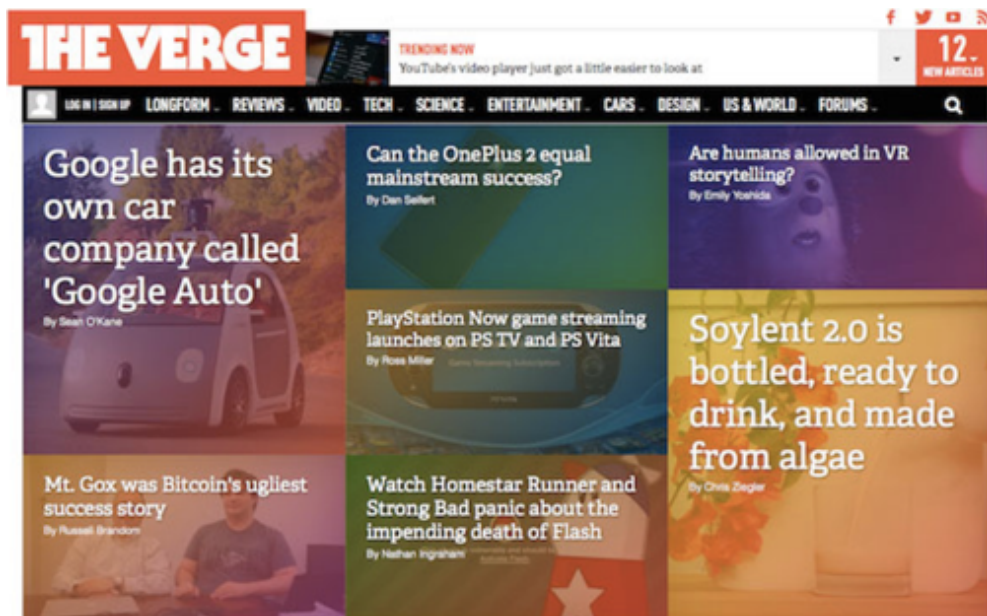 THE VERGE
TRENDING NOW
YouTube's video player just got a little easier to look at
12
NEW ARTICLES
LOG IN | SIGN UP LONGFORM REVIEWS VIDEO TECH SCIENCE ENTERTAINMENT CARS DESIGN US & WORLD FORUMS
Google has its
own car
company called
'Google Auto'
By Sean O'Kane
Can the OnePlus 2 equal
mainstream success?
By Dan Seifert
Are humans allowed in VR
storytelling?
By Emily Yoshida
PlayStation Now game streaming
launches on PS TV and PS Vita
By Ross Miller
Game Streaming Subscription
PSVITA
Soylent 2.0 is
bottled, ready to
drink, and made
from algae
By Chris Ziegler
Mt. Gox was Bitcoin's ugliest
success story
By Russell Brandom
Watch Homestar Runner and
Strong Bad panic about the
impending death of Flash
By Nathan Ingraham